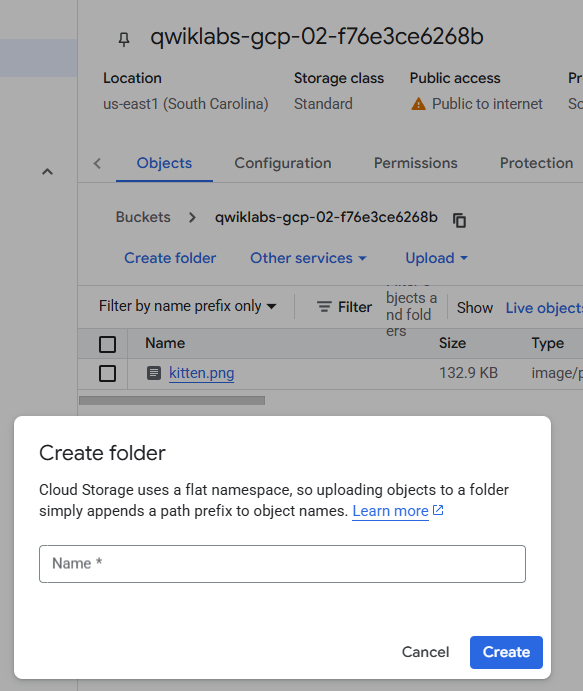 qwiklabs-gcp-02-f76e3ce6268b
Location Storage class Public access Pr
us-east1 (South Carolina) Standard Public to internet Sc
Objects Configuration Permissions Protection
Buckets qwiklabs-gcp-02-f76e3ce6268b
Create folder Other services Upload
Filter by name prefix only Filter bjects a nd fold ers Show Live objects
Name Size Type
kitten.png 132.9 KB image/p
Create folder
Cloud Storage uses a flat namespace, so uploading objects to a folder
simply appends a path prefix to object names. Learn more
Name *
Cancel Create